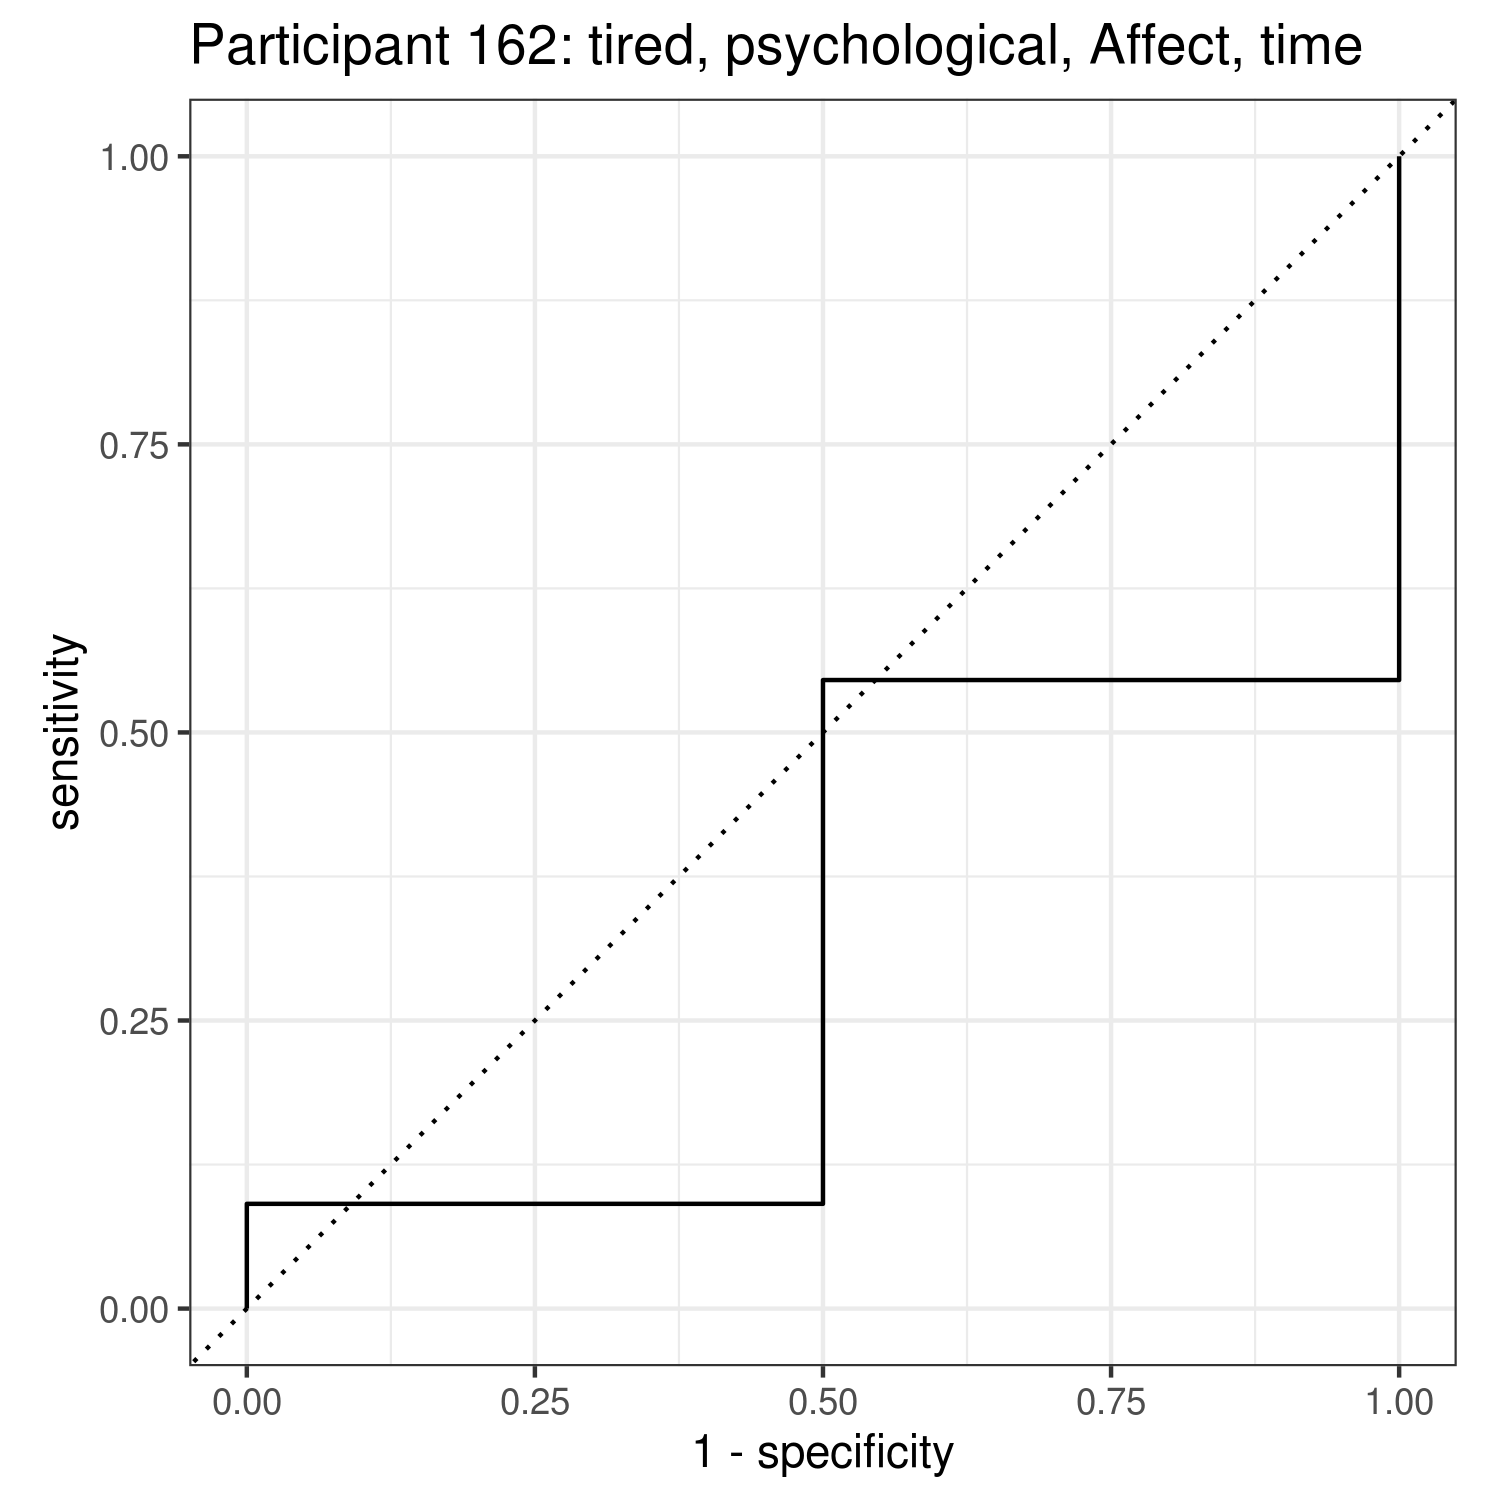 Participant 162: tired, psychological, Affect, time
1.00
0.75
0.50
0.25
0.00
sensitivity
0.00 0.25 0.50 0.75 1.00
1 - specificity